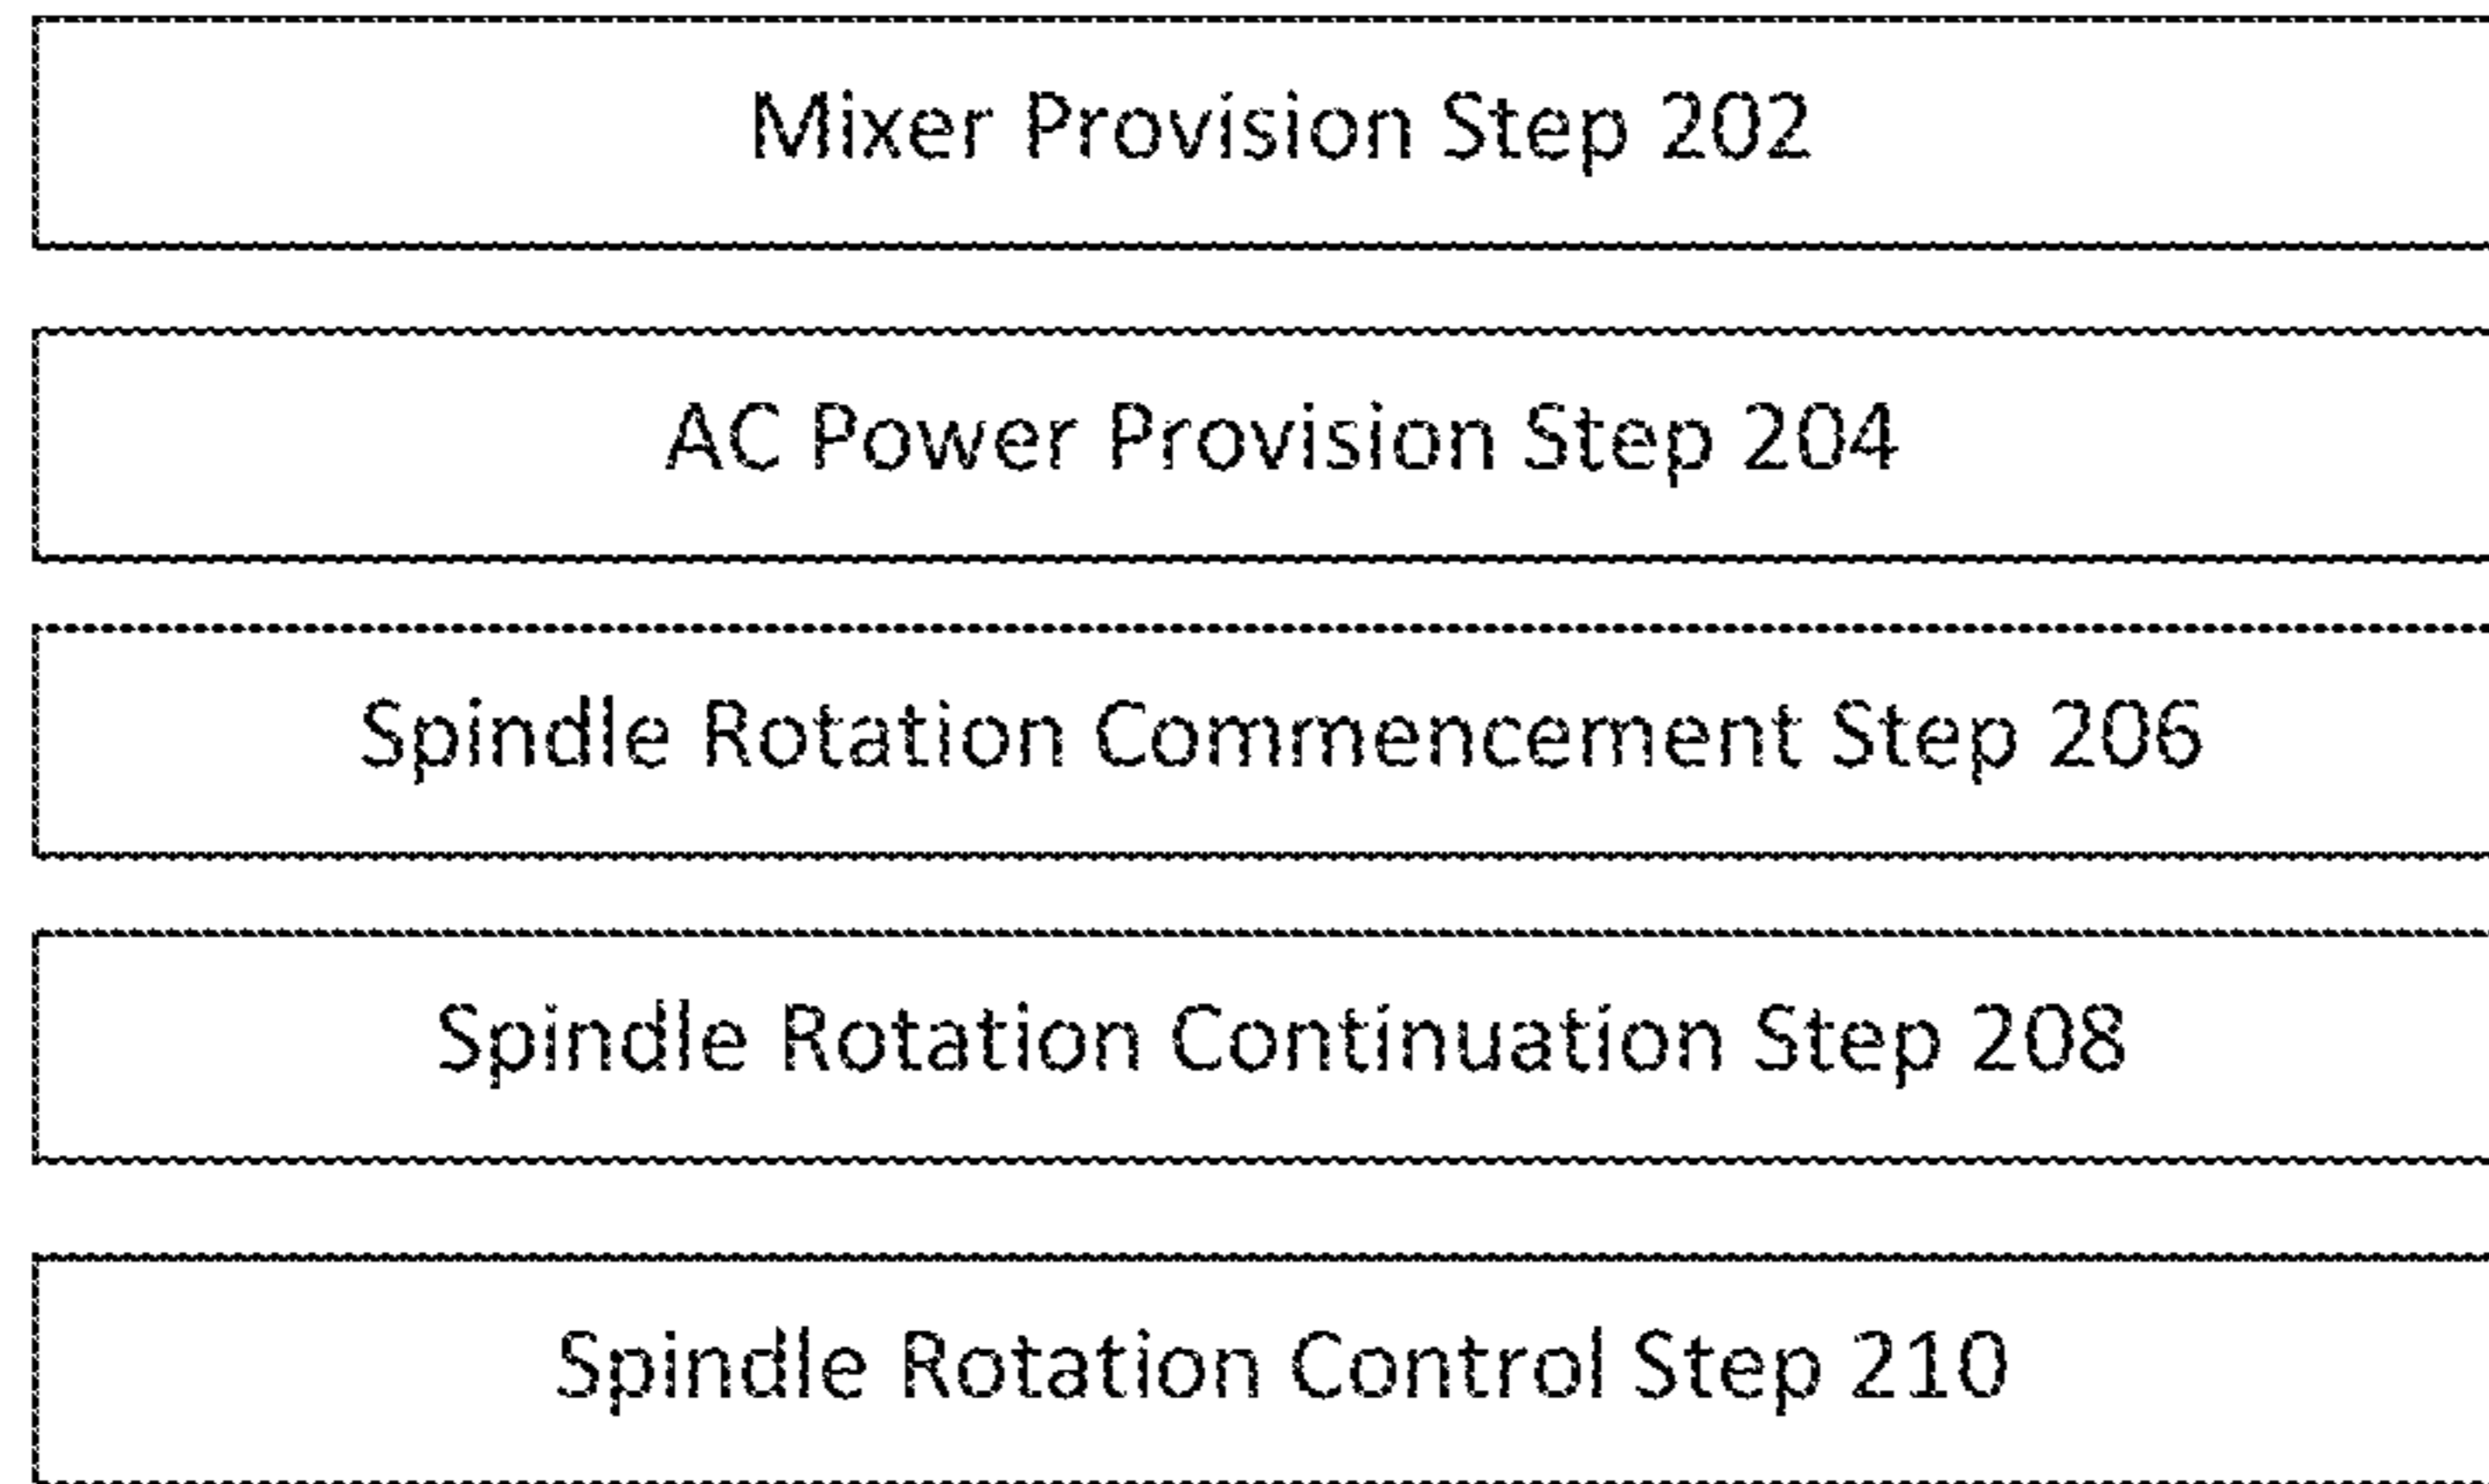 Mixer Provision Step 202
AC Power Provision Step 204
Spindle Rotation Commencement Step 206
Spindle Rotation Continuation Step 208
Spindle Rotation Control Step 210